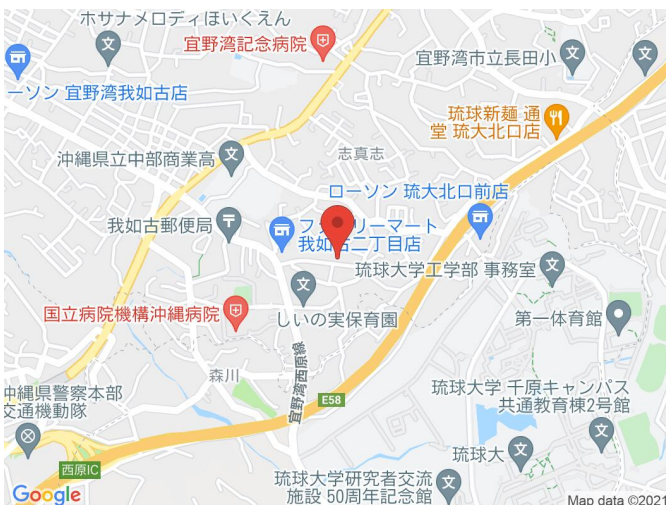 ホサナメロディほいくえん
宜野湾記念病院
宜野湾市立長田小
ーソン 宜野湾我如古店
琉球新麺 通
堂 琉大北口店
沖縄県立中部商業高
志真志
ローソン 琉大北口前店
我如古郵便局
フ
リーマート
我如
二丁目店
琉球大学工学部 事務室
しいの実保育園
国立病院機構沖縄病院
第一体育館
宜野湾西原線
森川
E58
沖縄県警察本部
交通機動隊
琉球大学 千原キャンパス
共通教育棟2号館
西原IC
琉球大
琉球大学研究者交流
施設 50周年記念館
Google
Map data ©2021